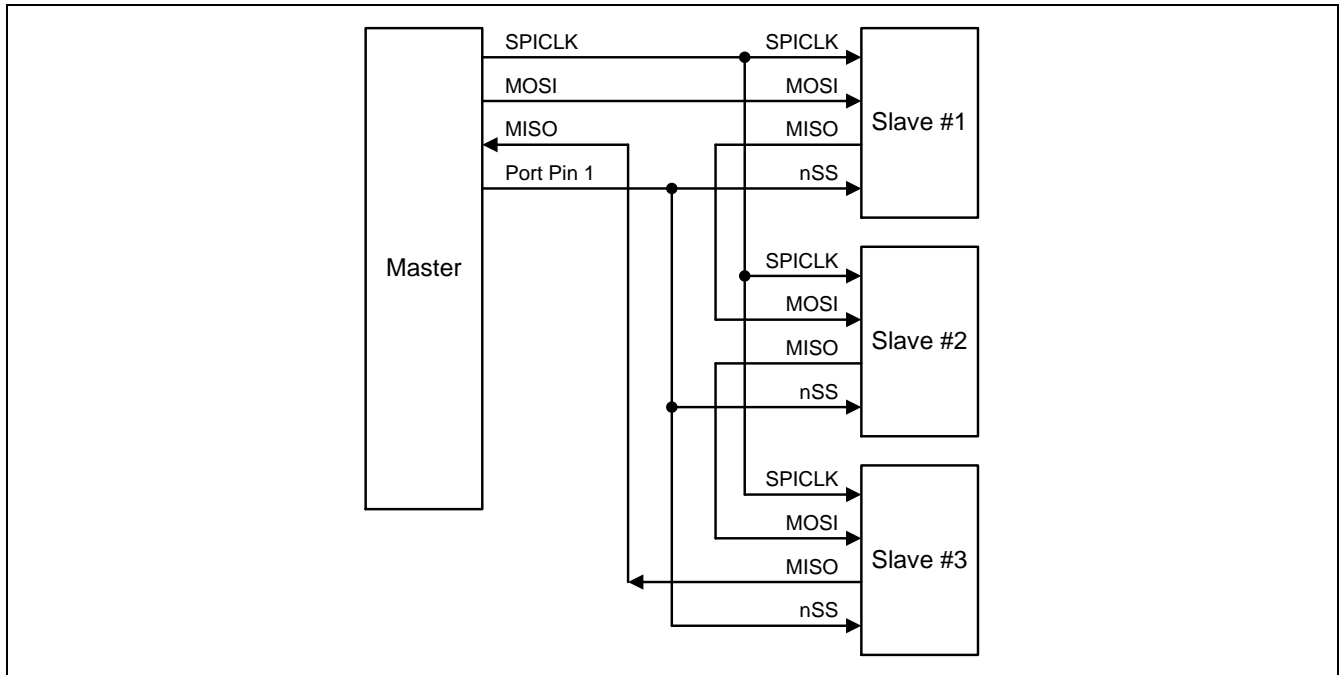 SPICLK SPICLK
MOSI MOSI
MISO MISO
Port Pin 1 nSS
Slave #1
Master
SPICLK
MOSI
MISO
nSS
Slave #2
SPICLK
MOSI
MISO
nSS
Slave #3